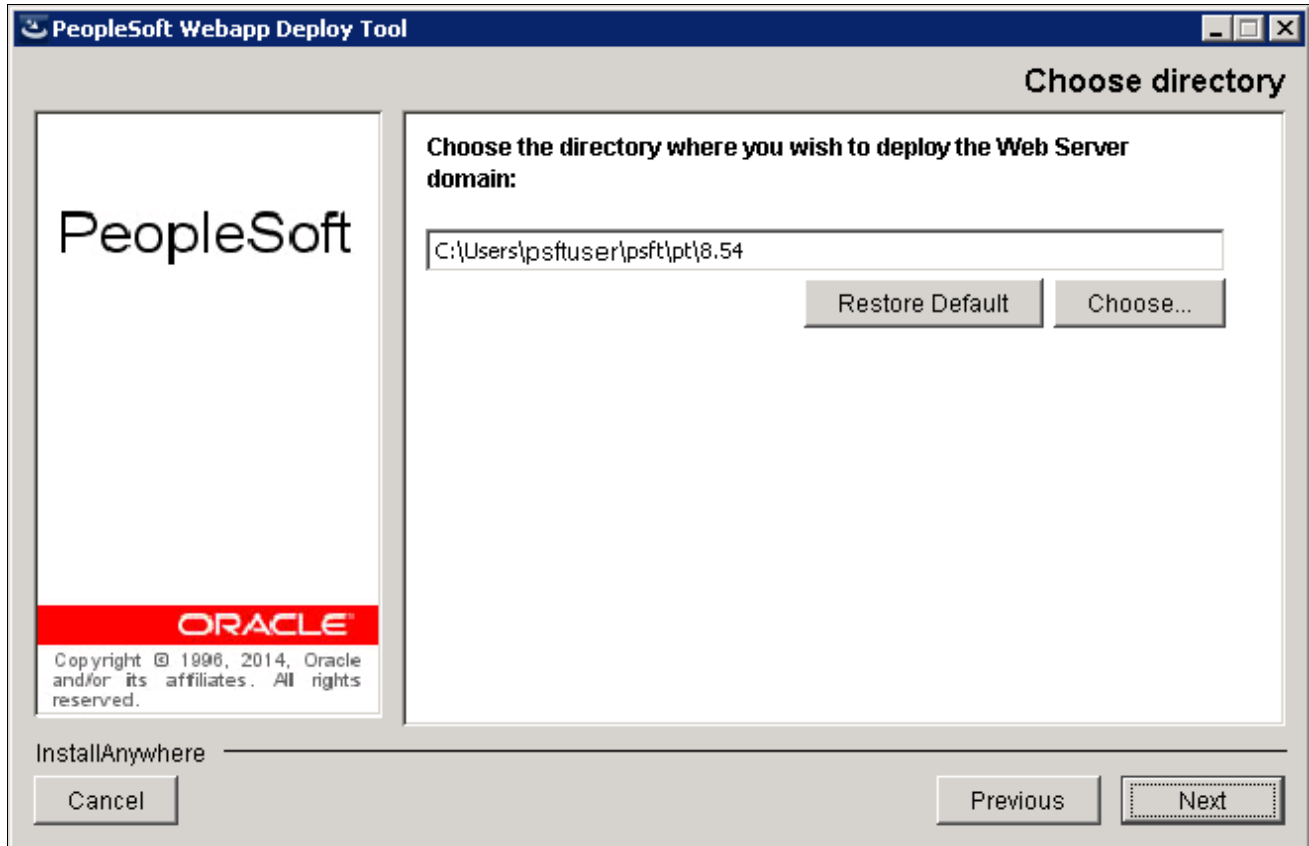 PeopleSoft Webapp Deploy Tool
Choose directory
PeopleSoft
ORACLE
Copyright © 1996, 2014, Oracle
and/or its affiliates. All rights
reserved.
Choose the directory where you wish to deploy the Web Server
domain:
C:\Users\psftuser\psft\pt\8.54
Restore Default Choose...
InstallAnywhere
Cancel Previous Next